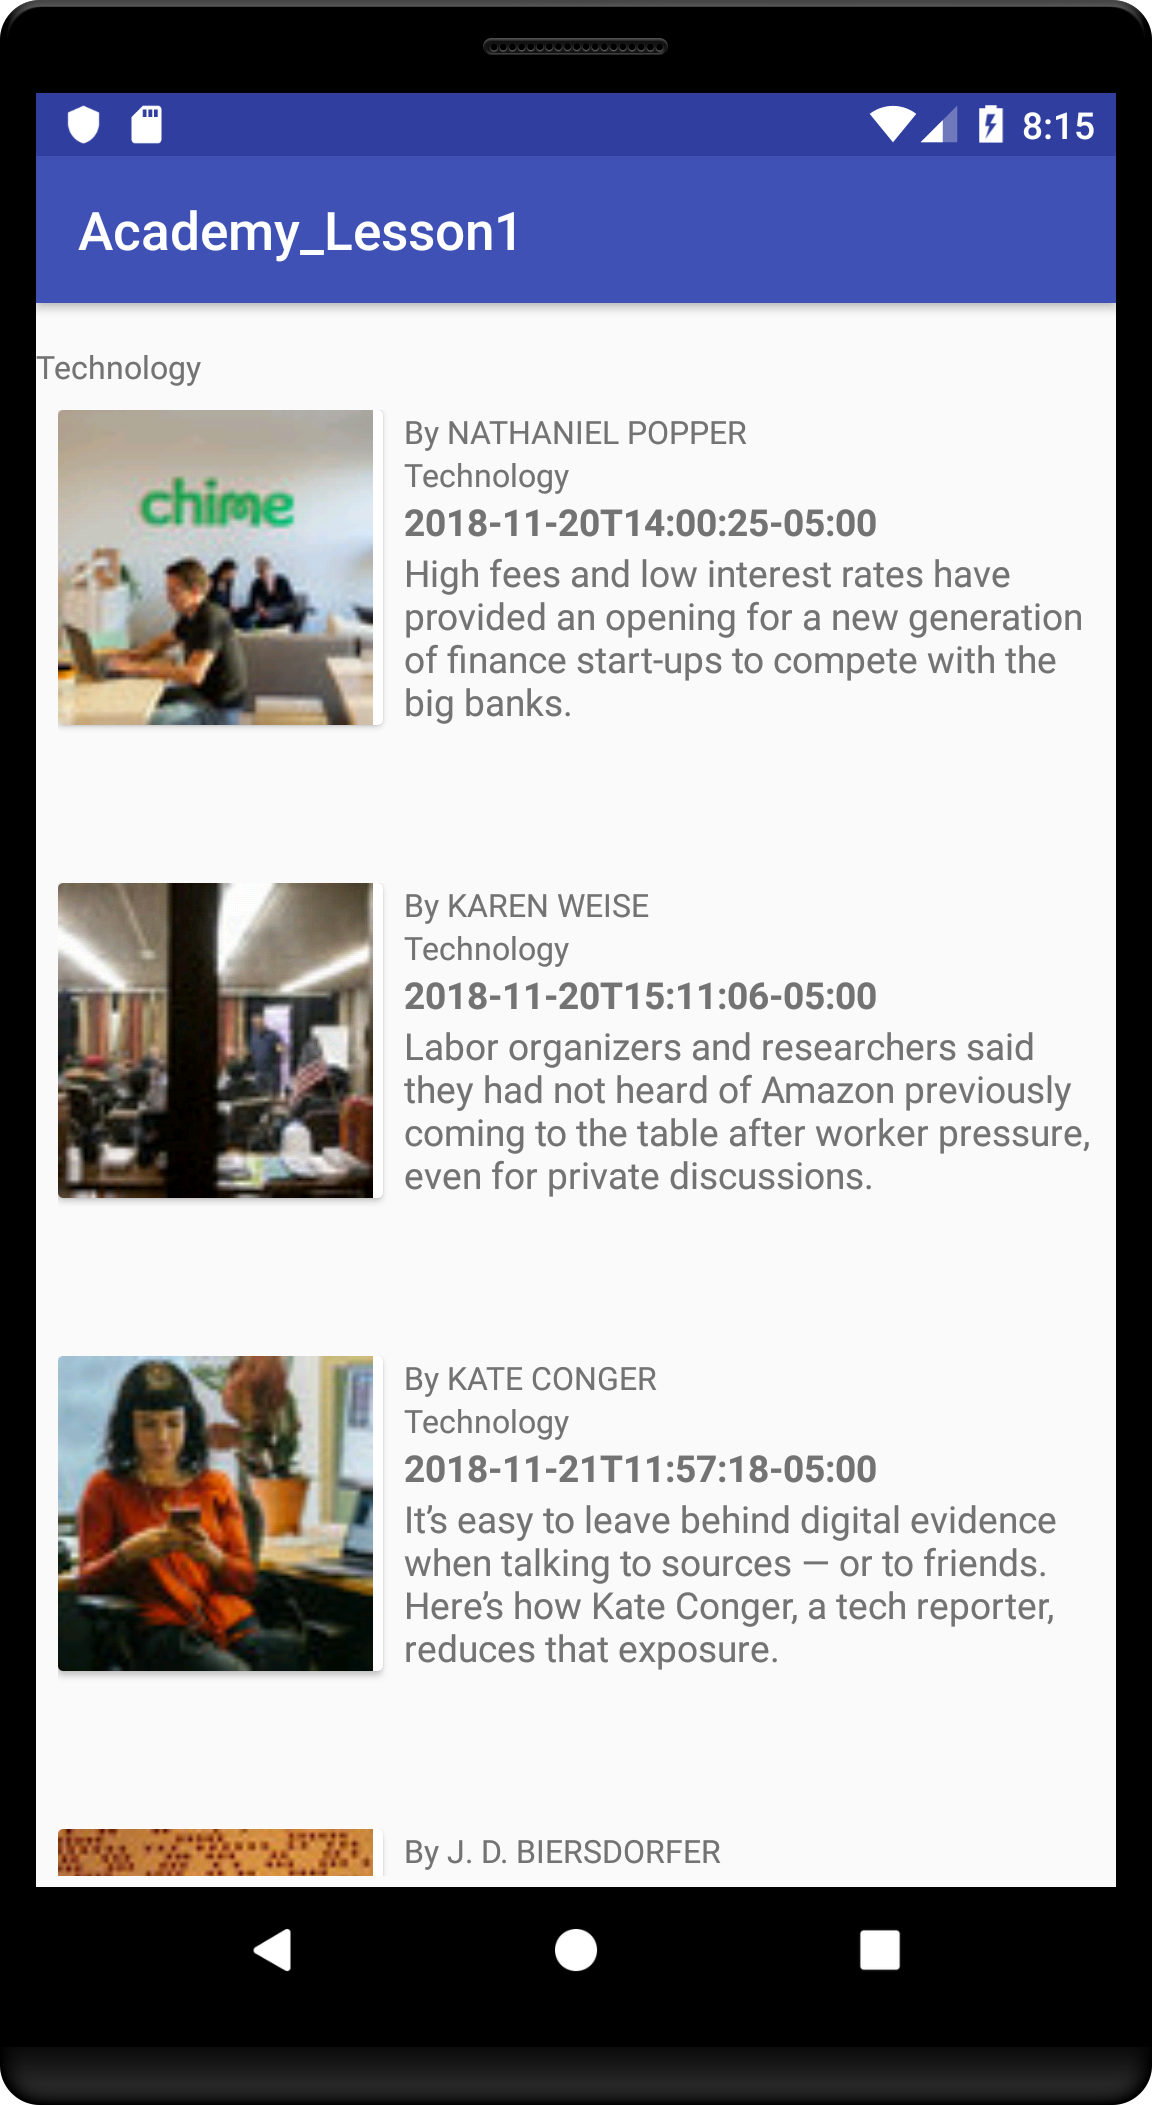 8:15
Academy_Lesson1
Technology
chime
By NATHANIEL POPPER
Technology
2018-11-20T14:00:25-05:00
High fees and low interest rates have
provided an opening for a new generation
of finance start-ups to compete with the
big banks.
By KAREN WEISE
Technology
2018-11-20T15:11:06-05:00
Labor organizers and researchers said
they had not heard of Amazon previously
coming to the table after worker pressure,
even for private discussions.
By KATE CONGER
Technology
2018-11-21T11:57:18-05:00
It’s easy to leave behind digital evidence
when talking to sources — or to friends.
Here’s how Kate Conger, a tech reporter,
reduces that exposure.
By J. D. BIERSDORFER